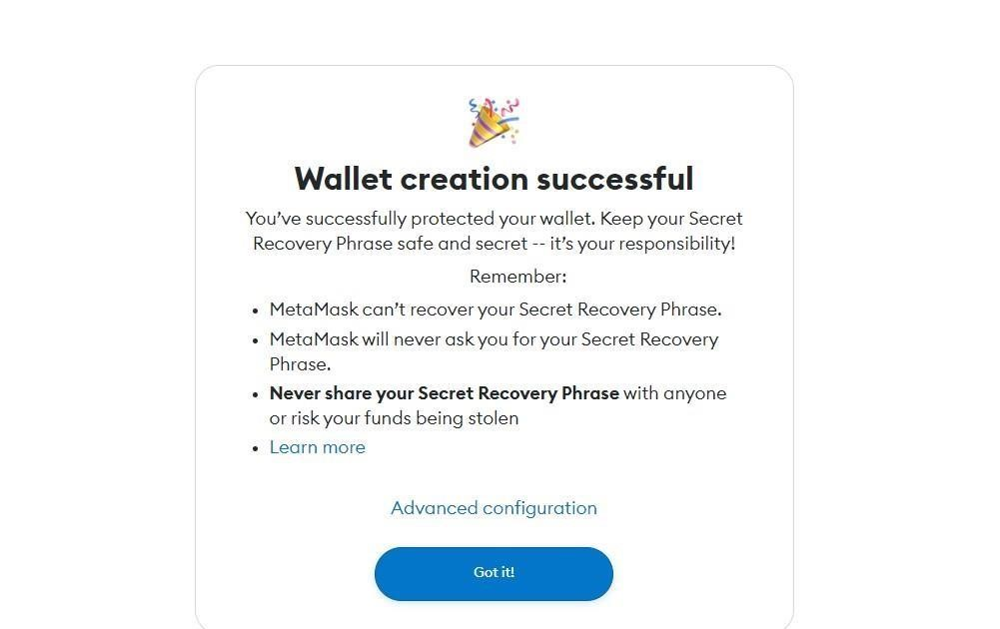 Wallet creation successful
You’ve successfully protected your wallet. Keep your Secret
Recovery Phrase safe and secret -- it’s your responsibility!
Remember:
• MetaMask can’t recover your Secret Recovery Phrase.
• MetaMask will never ask you for your Secret Recovery
Phrase.
• Never share your Secret Recovery Phrase with anyone
or risk your funds being stolen
• Learn more
Advanced configuration
Got it!